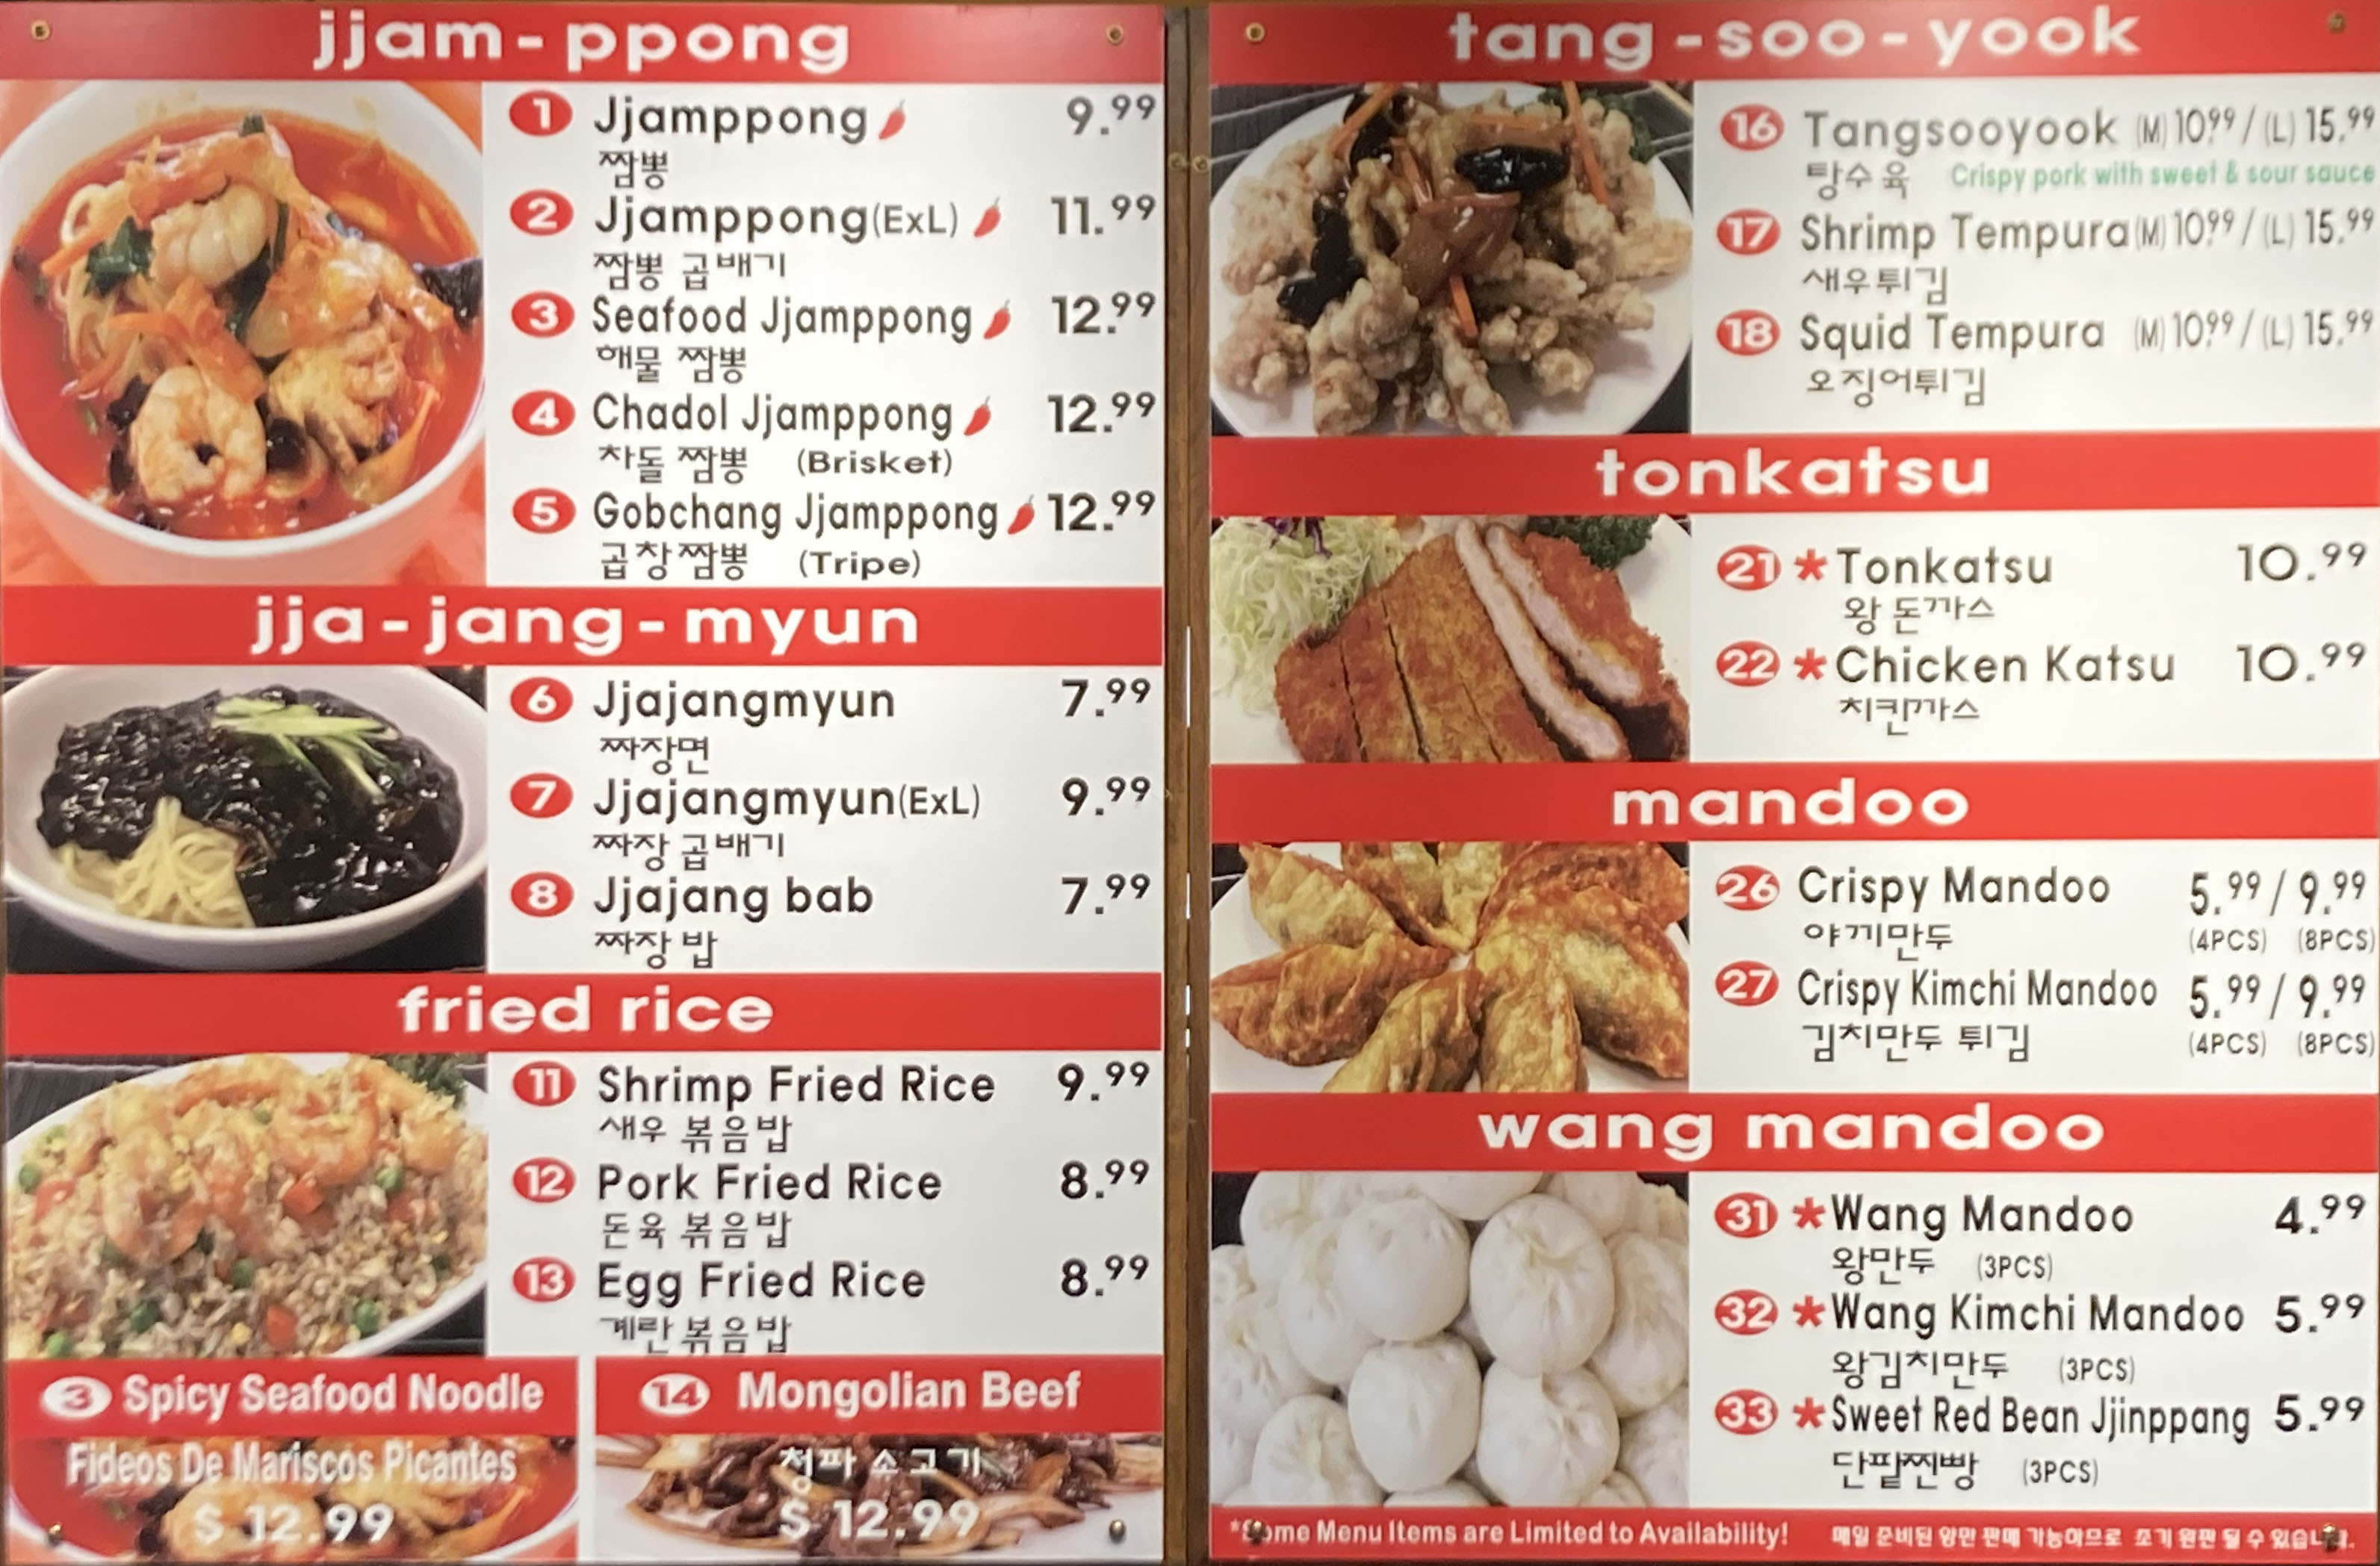 jjam-ppong
1 Jjamppong 9.99
짬뽕
2 Jjamppong(ExL) 11.99
짬뽕 곱배기
3 Seafood Jjamppong 12.99
해물 짬뽕
4 Chadol Jjamppong 12.99
차돌 짬뽕 (Brisket)
5 Gobchang Jjamppong 12.99
곱창짬뽕 (Tripe)
jja-jang-myun
6 Jjajangmyun 7.99
짜장면
7 Jjajangmyun(ExL) 9.99
짜장 곱배기
8 Jjajang bab 7.99
짜장 밥
fried rice
11 Shrimp Fried Rice 9.99
새우 볶음밥
12 Pork Fried Rice 8.99
돈육 볶음밥
13 Egg Fried Rice 8.99
계란볶음밥
3 Spicy Seafood Noodle
Fideos De Mariscos Picantes
$ 12.99
14 Mongolian Beef
청파 소고기
$ 12.99
tang-soo-yook
16 Tangsooyook (M) 10.99 / (L) 15.99
탕수육 Crispy pork with sweet & sour sauce
17 Shrimp Tempura (M) 10.99 / (L) 15.99
새우튀김
18 Squid Tempura (M) 10.99 / (L) 15.99
오징어튀김
tonkatsu
21 *Tonkatsu 10.99
왕 돈까스
22 *Chicken Katsu 10.99
치킨까스
mandoo
26 Crispy Mandoo 5.99 / 9.99
야끼만두 (4PCS) (8PCS)
27 Crispy Kimchi Mandoo 5.99 / 9.99
김치만두 튀김 (4PCS) (8PCS)
wang mandoo
31 *Wang Mandoo 4.99
왕만두 (3PCS)
32 *Wang Kimchi Mandoo 5.99
왕김치만두 (3PCS)
33 *Sweet Red Bean Jjinppang 5.99
단팥찐빵 (3PCS)
*Some Menu Items are Limited to Availability! 매일 준비된 양만 판매 가능하므로 조기 완판 될 수 있습니다.